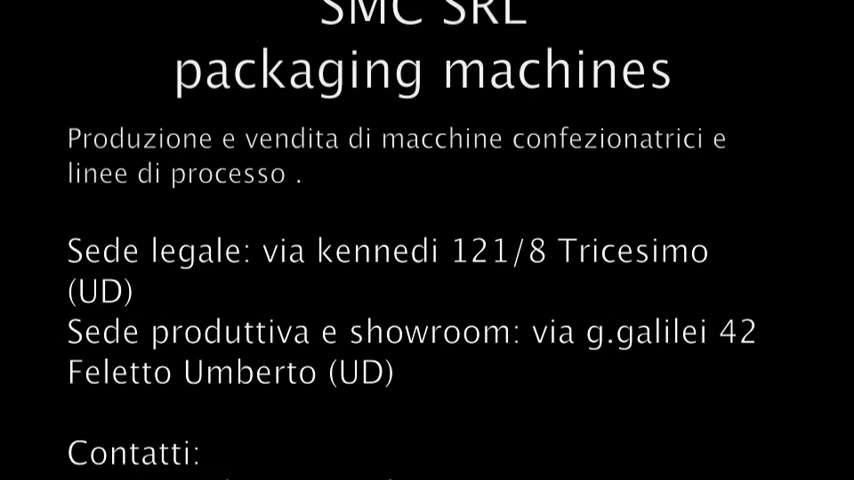 SMC SRL
packaging machines
Produzione e vendita di macchine confezionatrici e
linee di processo .
Sede legale: via kennedi 121/8 Tricesimo
(UD)
Sede produttiva e showroom: via g.galilei 42
Feletto Umberto (UD)
Contatti: